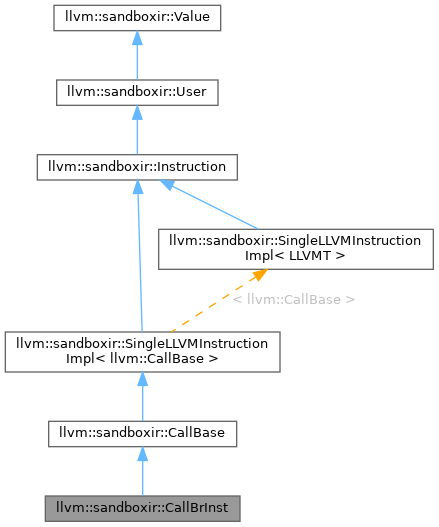 llvm::sandboxir::Value
llvm::sandboxir::User
llvm::sandboxir::Instruction
llvm::sandboxir::SingleLLVMInstruction
Impl< LLVMT >
< llvm::CallBase >
llvm::sandboxir::SingleLLVMInstruction
Impl< llvm::CallBase >
llvm::sandboxir::CallBase
llvm::sandboxir::CallBrInst